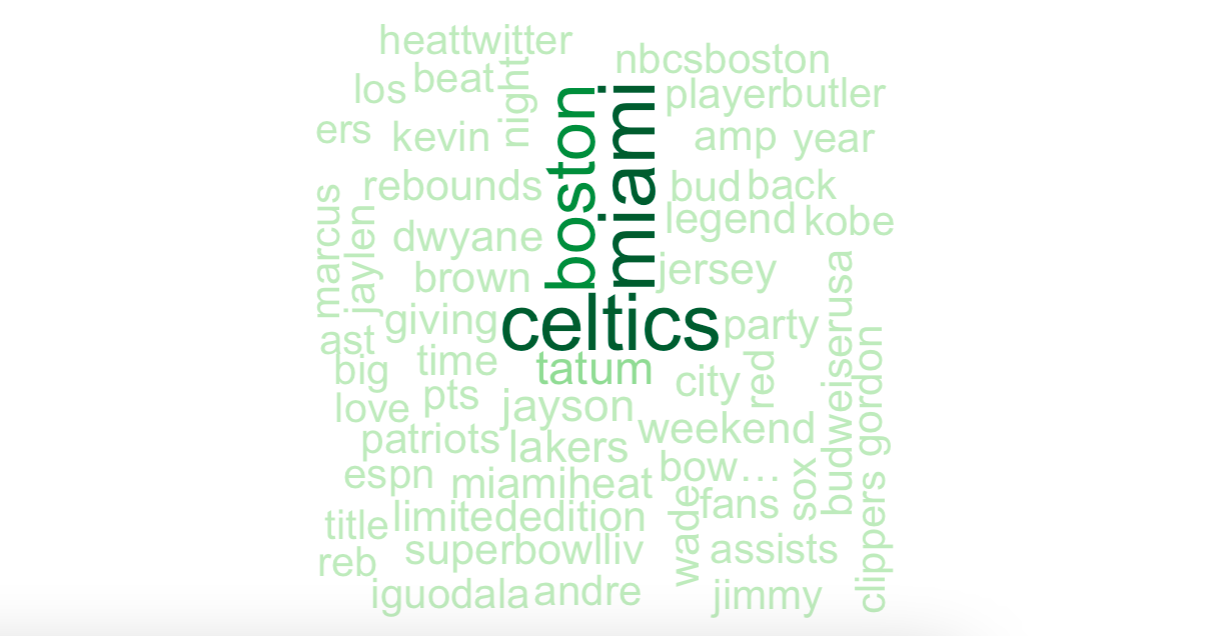 heattwitter
nbcsboston
los
beat
night
boston
miami
playerbutler
ers
kevin
amp
year
rebounds
bud
back
marcus
jaylen
dwyane
legend
kobe
brown
jersey
budweiserusa
ast
giving
celtics
party
big
time
tatum
city
red
gordon
love
pts
jayson
weekend
patriots
lakers
bow…
sox
espn
miamiheat
wade
fans
clippers
title
limitededition
reb
superbowlliv
assists
iguodala
andre
jimmy